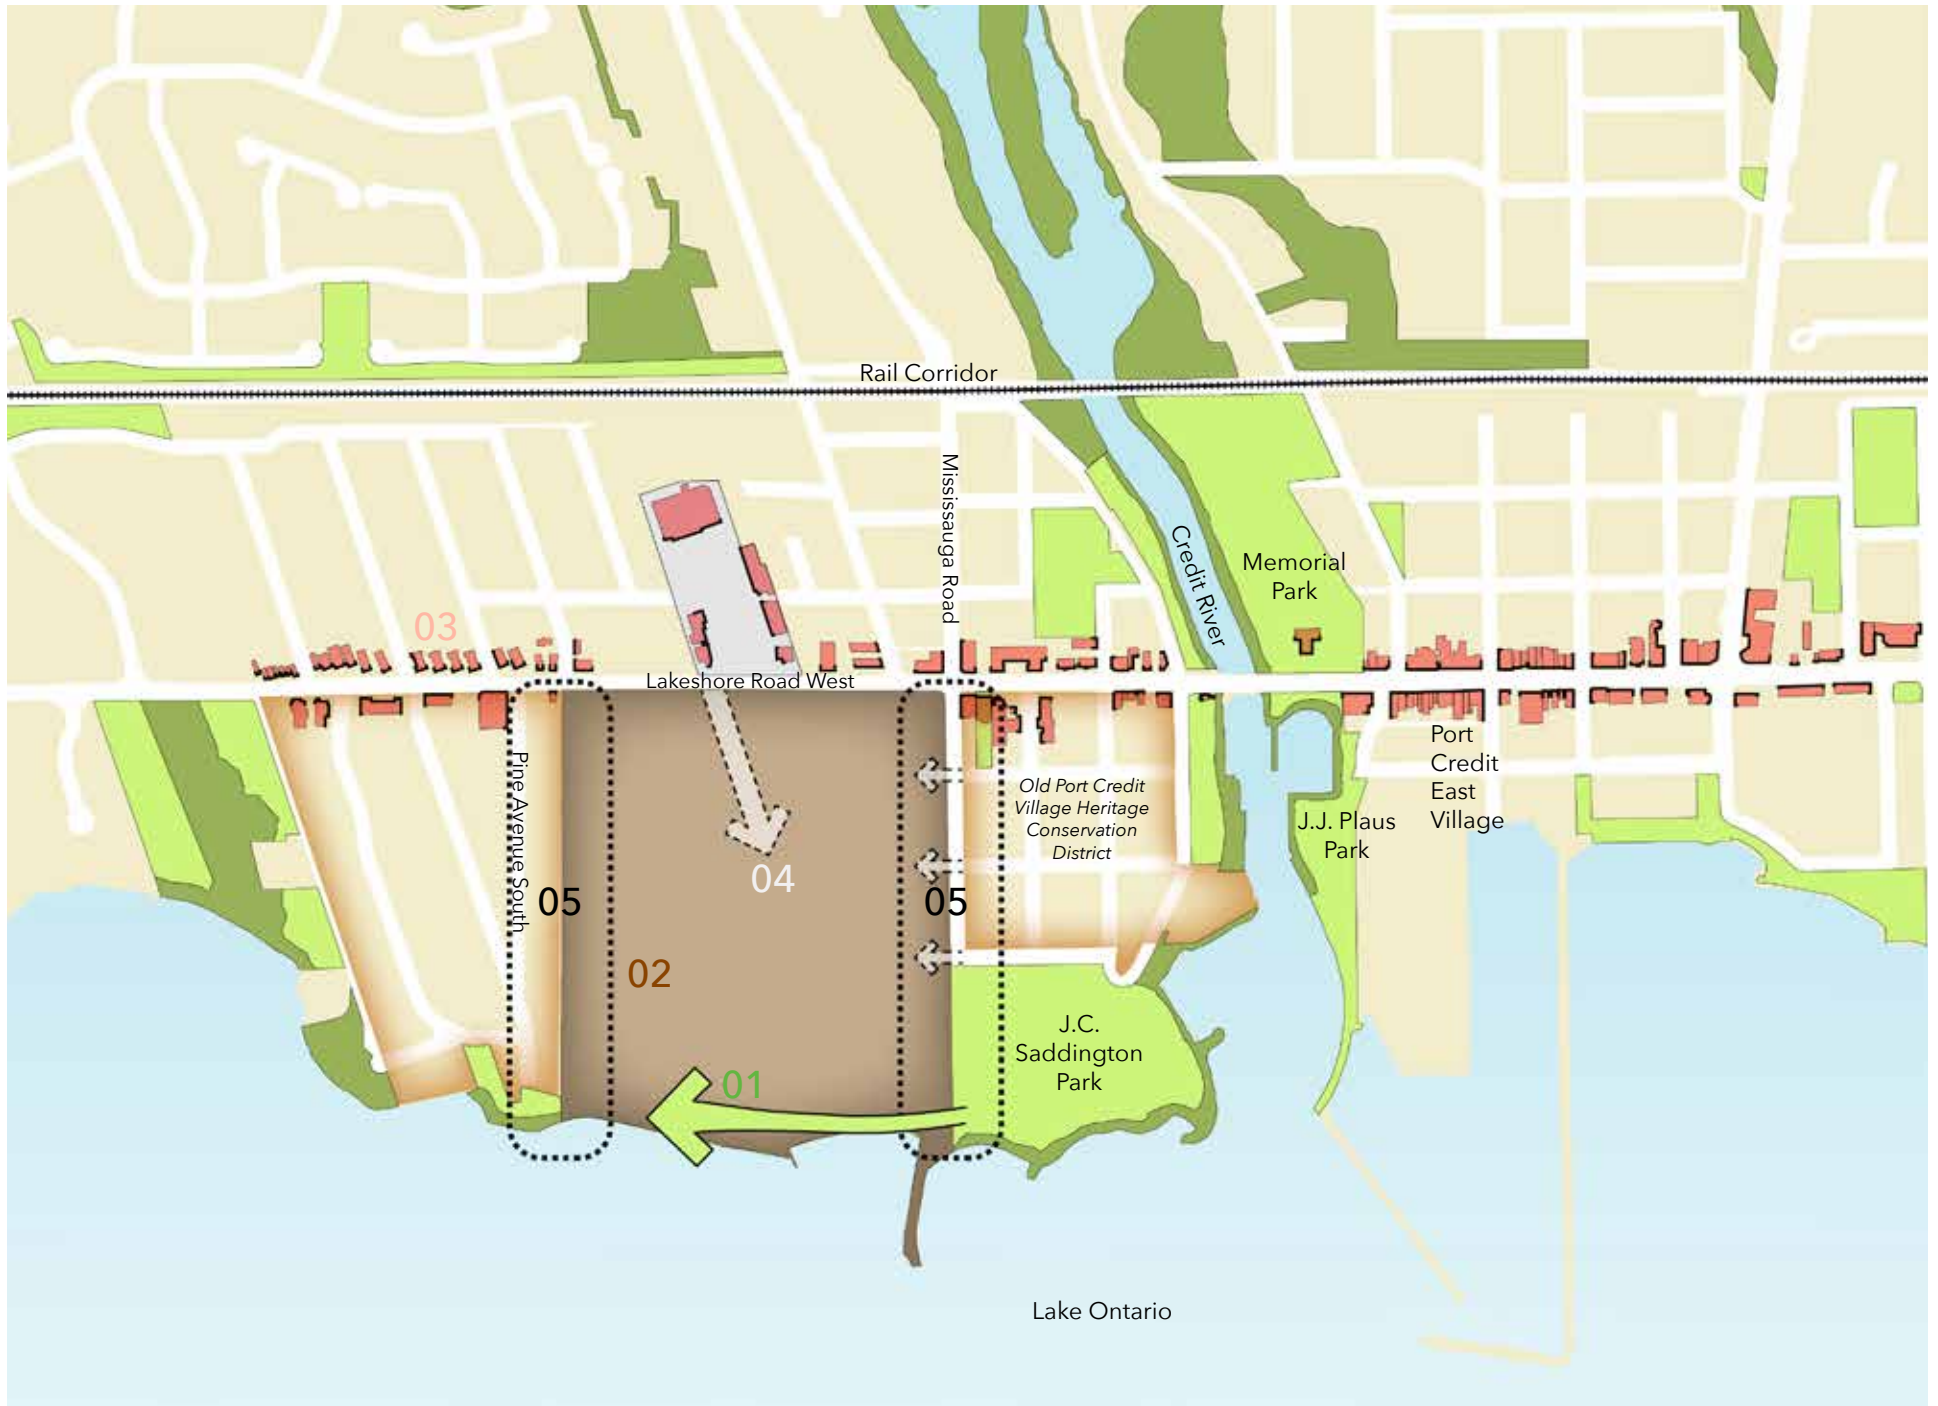 Rail Corridor
Mississauga Road
Credit River
Memorial
Park
03
Lakeshore Road West
Pine Avenue South
Port
Credit
East
Village
Old Port Credit
Village Heritage
Conservation
District
J.J. Plaus
Park
04
05
05
02
J.C.
Saddington
Park
01
Lake Ontario